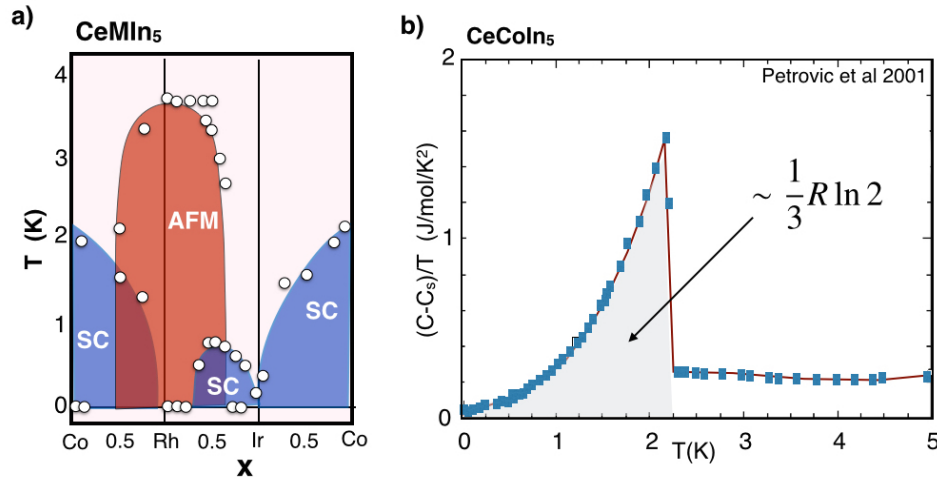 a)
CeMIn₅
4
3
2
1
0
T (K)
AFM
SC
SC
SC
Co 0.5 Rh 0.5 Ir 0.5 Co
X
b)
CeCoIn₅
Petrovic et al 2001
2
1
0
(C-Cₛ)/T (J/mol/K²)
~ 1/3 R ln 2
0 1 2 3 4 5
T(K)